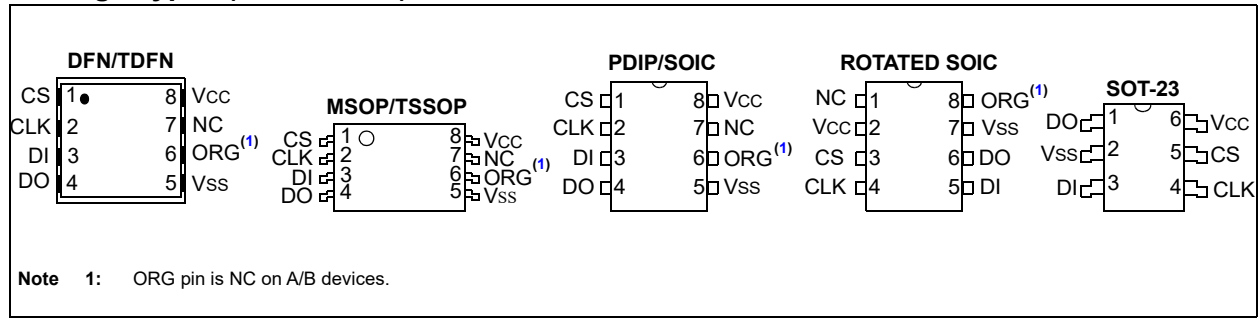 DFN/TDFN
CS 1 8 VCC
CLK 2 7 NC
DI 3 6 ORG(1)
DO 4 5 VSS
MSOP/TSSOP
CS 1 8 VCC
CLK 2 7 NC
DI 3 6 ORG(1)
DO 4 5 VSS
PDIP/SOIC
CS 1 8 VCC
CLK 2 7 NC
DI 3 6 ORG(1)
DO 4 5 VSS
ROTATED SOIC
NC 1 8 ORG(1)
VCC 2 7 VSS
CS 3 6 DO
CLK 4 5 DI
SOT-23
DO 1 6 VCC
VSS 2 5 CS
DI 3 4 CLK
Note 1: ORG pin is NC on A/B devices.